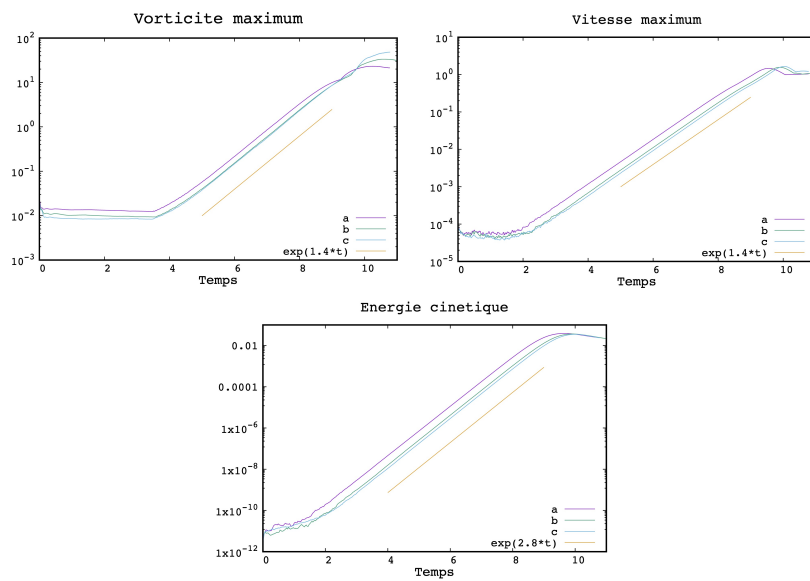 Vorticite maximum
10^2
10^1
10^0
10^-1
10^-2
10^-3
a
b
c
exp(1.4*t)
0 2 4 6 8 10
Temps
Vitesse maximum
10^1
10^0
10^-1
10^-2
10^-3
10^-4
10^-5
a
b
c
exp(1.4*t)
0 2 4 6 8 10
Temps
Energie cinetique
0.01
0.0001
1x10^-6
1x10^-8
1x10^-10
1x10^-12
a
b
c
exp(2.8*t)
0 2 4 6 8 10
Temps